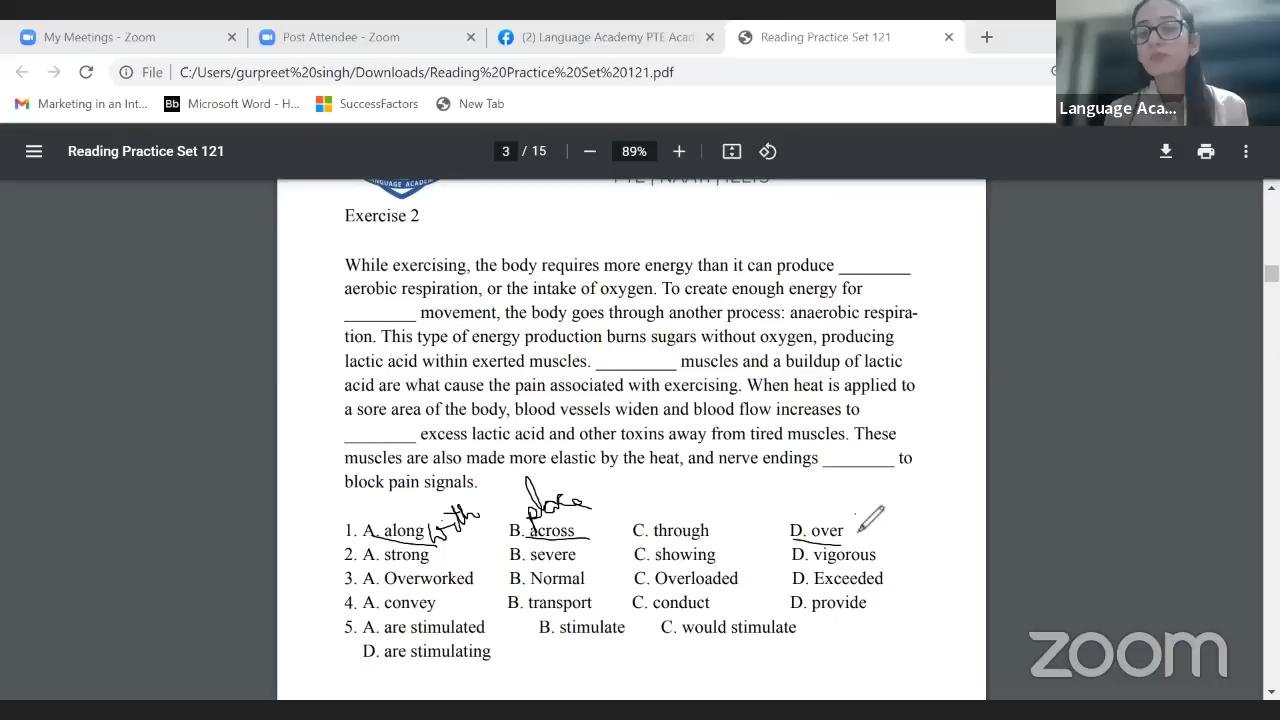 My Meetings - Zoom
Post Attendee - Zoom
(2) Language Academy PTE Acad
Reading Practice Set 121
File C:/Users/gurpreet%20singh/Downloads/Reading%20Practice%20Set%20121.pdf
Marketing in an Int...
Bb Microsoft Word - H...
SuccessFactors
New Tab
Language Aca...
Reading Practice Set 121
3 / 15
89%
LANGUAGE ACADEMY
PTE | NAATI | IELTS
Exercise 2
While exercising, the body requires more energy than it can produce ________
aerobic respiration, or the intake of oxygen. To create enough energy for
________ movement, the body goes through another process: anaerobic respira-
tion. This type of energy production burns sugars without oxygen, producing
lactic acid within exerted muscles. _________ muscles and a buildup of lactic
acid are what cause the pain associated with exercising. When heat is applied to
a sore area of the body, blood vessels widen and blood flow increases to
________ excess lactic acid and other toxins away from tired muscles. These
muscles are also made more elastic by the heat, and nerve endings ________ to
block pain signals.
place
1. A. along with B. across C. through D. over
2. A. strong B. severe C. showing D. vigorous
3. A. Overworked B. Normal C. Overloaded D. Exceeded
4. A. convey B. transport C. conduct D. provide
5. A. are stimulated B. stimulate C. would stimulate
D. are stimulating
zoom